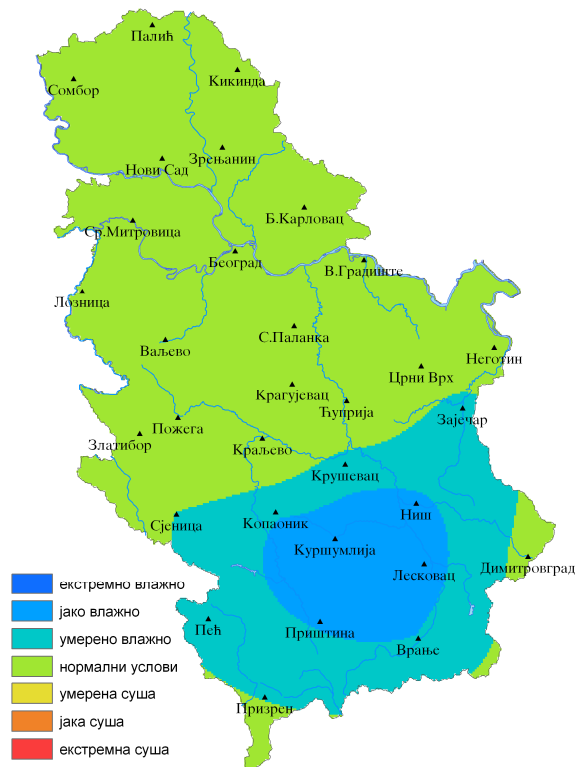 Палић
Кикинда
Сомбор
Зрењанин
Нови Сад
Б.Карловац
Ср.Митровица
Београд
В.Градиште
Лозница
С.Паланка
Ваљево
Неготин
Црни Врх
Крагујевац
Ћуприја
Зајечар
Пожега
Златибор
Краљево
Крушевац
Ниш
Сјеница
Копаоник
Куршумлија
Димитровград
Лесковац
Пећ
Приштина
Врање
Призрен
екстремно влажно
јако влажно
умерено влажно
нормални услови
умерена суша
јака суша
екстремна суша